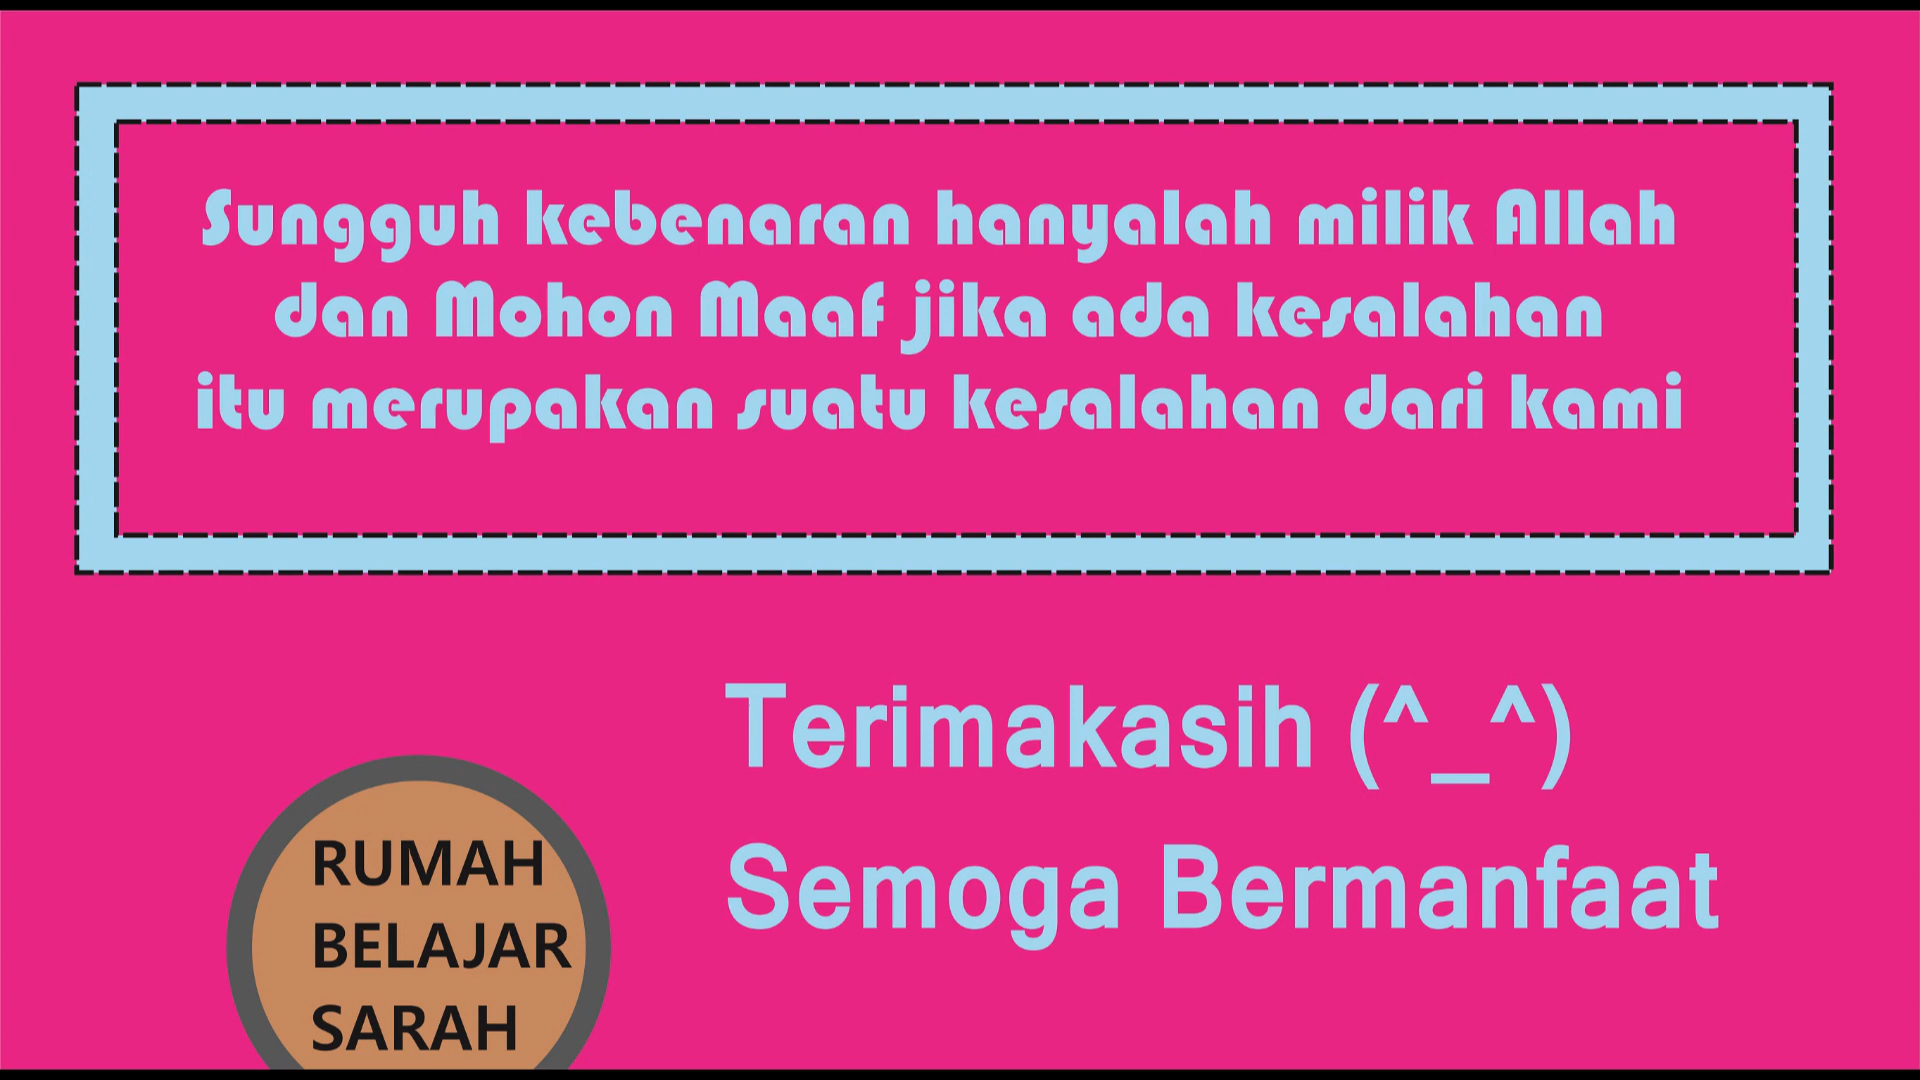 Sungguh kebenaran hanyalah milik Allah
dan Mohon Maaf jika ada kesalahan
itu merupakan suatu kesalahan dari kami
Terimakasih (^_^)
Semoga Bermanfaat
RUMAH
BELAJAR
SARAH